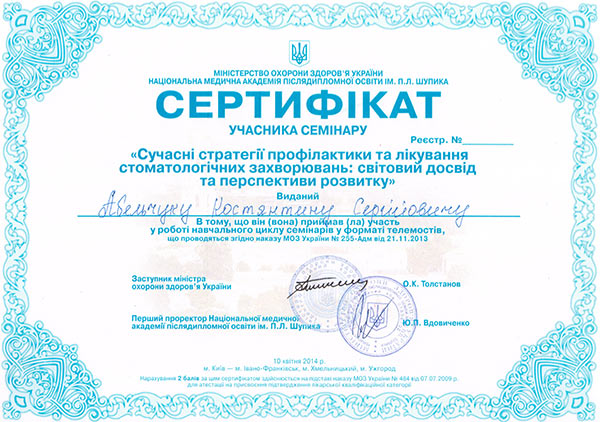 МІНІСТЕРСТВО ОХОРОНИ ЗДОРОВ'Я УКРАЇНИ
НАЦІОНАЛЬНА МЕДИЧНА АКАДЕМІЯ ПІСЛЯДИПЛОМНОЇ ОСВІТИ ІМ. П.Л. ШУПИКА
СЕРТИФІКАТ
УЧАСНИКА СЕМІНАРУ
Реєстр. №
«Сучасні стратегії профілактики та лікування
стоматологічних захворювань: світовий досвід
та перспективи розвитку»
Виданий
Абельчуку Костянтину Сергійовичу
В тому, що він (вона) приймав (ла) участь
у роботі навчального циклу семінарів у форматі телемостів,
що проводяться згідно наказу МОЗ України № 255-Адм від 21.11.2013
Заступник міністра
охорони здоров'я України
О.К. Толстанов
Перший проректор Національної медичної
академії післядипломної освіти ім. П.Л. Шупика
Ю.П. Вдовиченко
10 квітня 2014 р.
м. Київ — м. Івано-Франківськ, м. Хмельницький, м. Ужгород
Нарахування 2 балів за цим сертифікатом здійснюється на підставі наказу МОЗ України № 484 від 07.07.2009 р.
для атестації на присвоєння підтвердження лікарської кваліфікаційної категорії